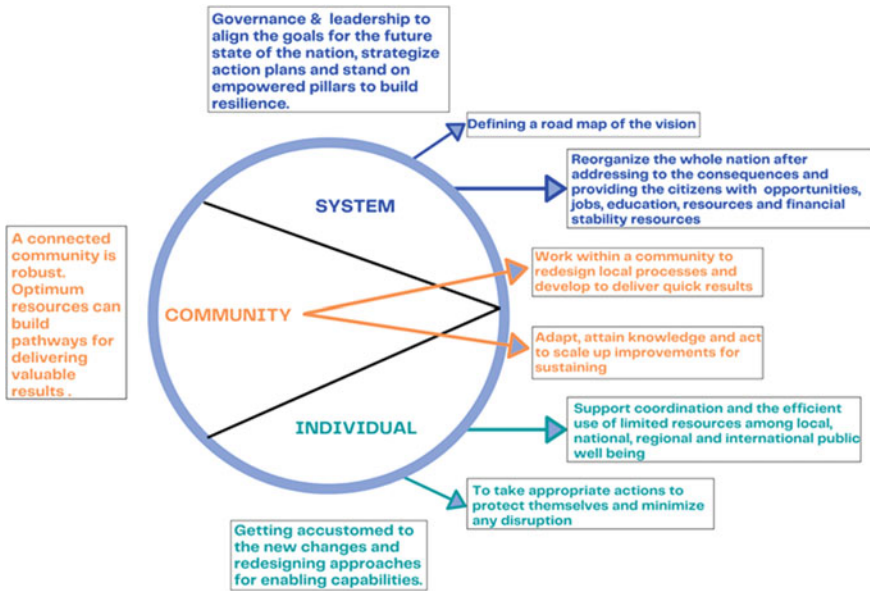 Governance & leadership to
align the goals for the future
state of the nation, strategize
action plans and stand on
empowered pillars to build
resilience.
Defining a road map of the vision
Reorganize the whole nation after
addressing to the consequences and
providing the citizens with opportunities,
jobs, education, resources and financial
stability resources
SYSTEM
A connected
community is
robust.
Optimum
resources can
build
pathways for
delivering
valuable
results .
COMMUNITY
Work within a community to
redesign local processes and
develop to deliver quick results
Adapt, attain knowledge and act
to scale up improvements for
sustaining
INDIVIDUAL
Support coordination and the efficient
use of limited resources among local,
national, regional and international public
well being
To take appropriate actions to
protect themselves and minimize
any disruption
Getting accustomed to
the new changes and
redesigning approaches
for enabling capabilities.